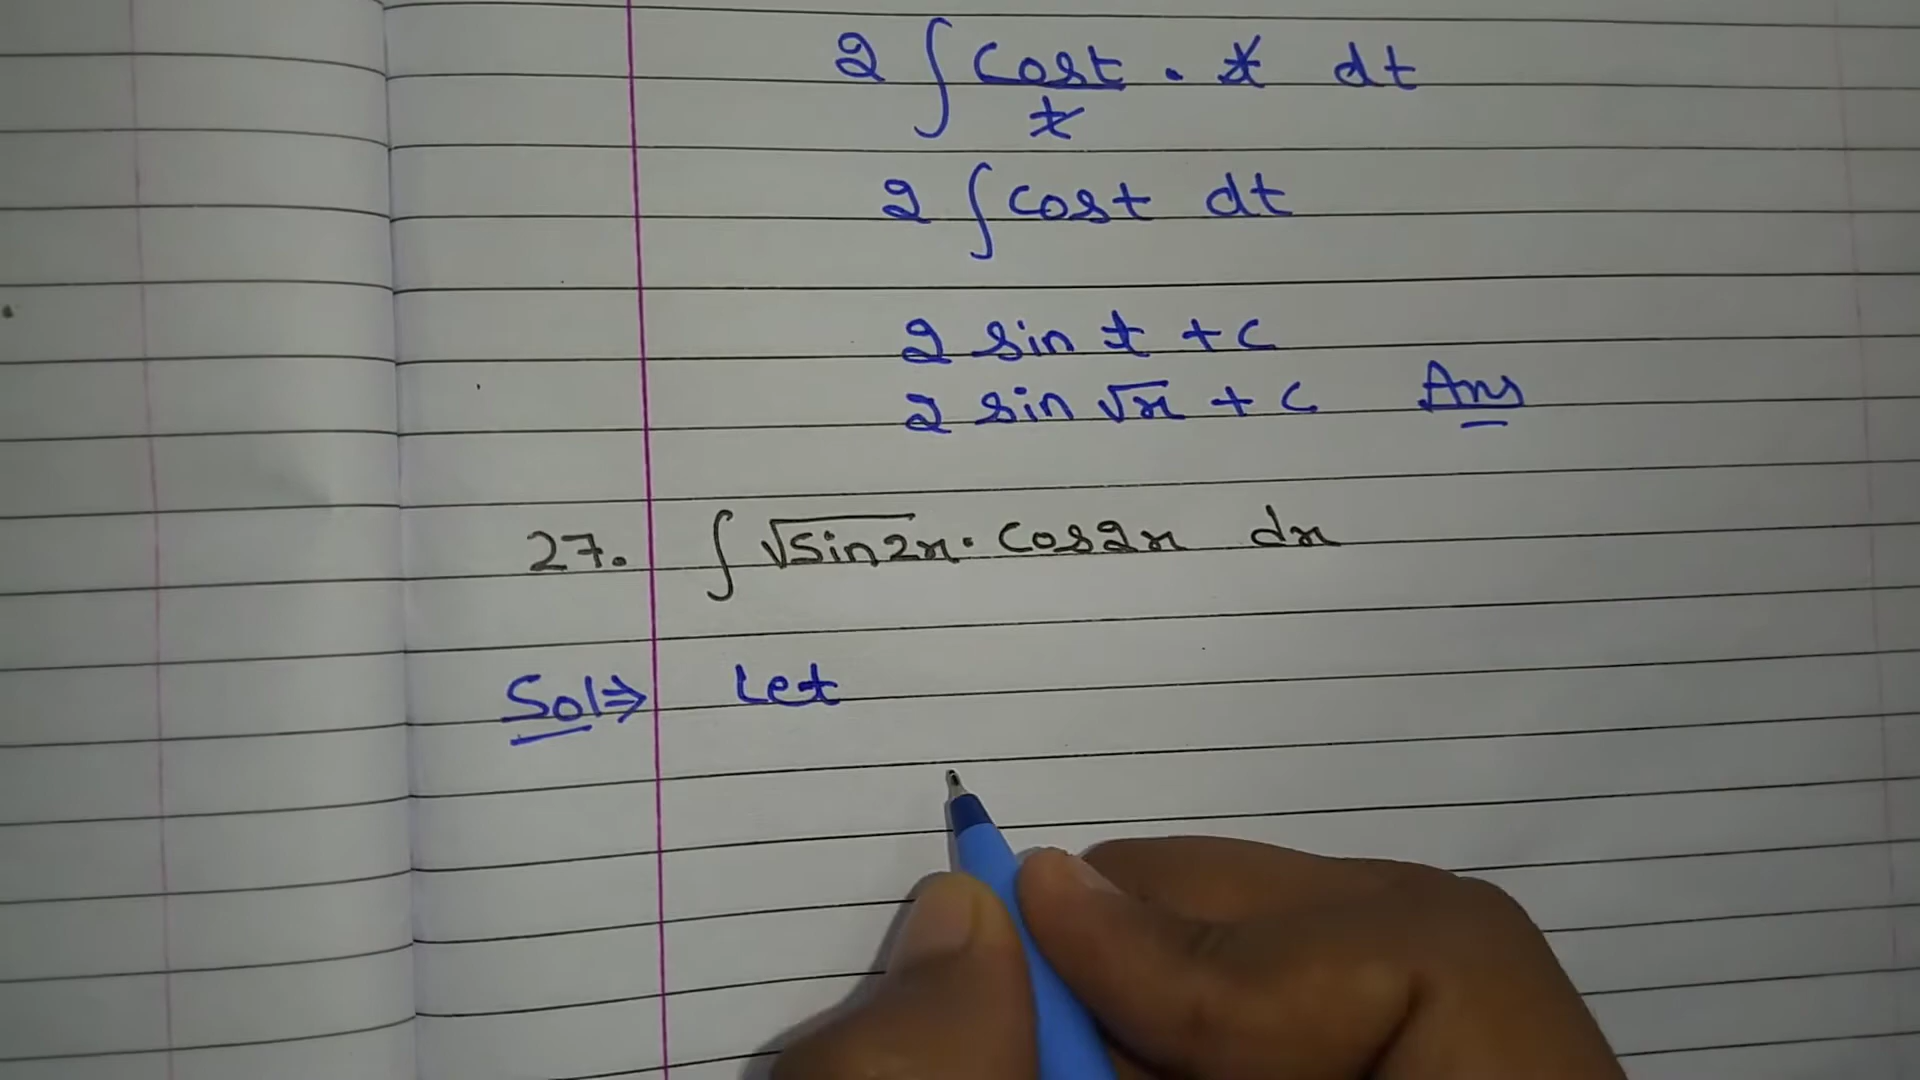 2 ∫ cost/t . t dt
2 ∫ cost dt
2 sin t + c
2 sin √x + c Ans
27. ∫ √sin2x . cos2x dx
Sol⇒ Let